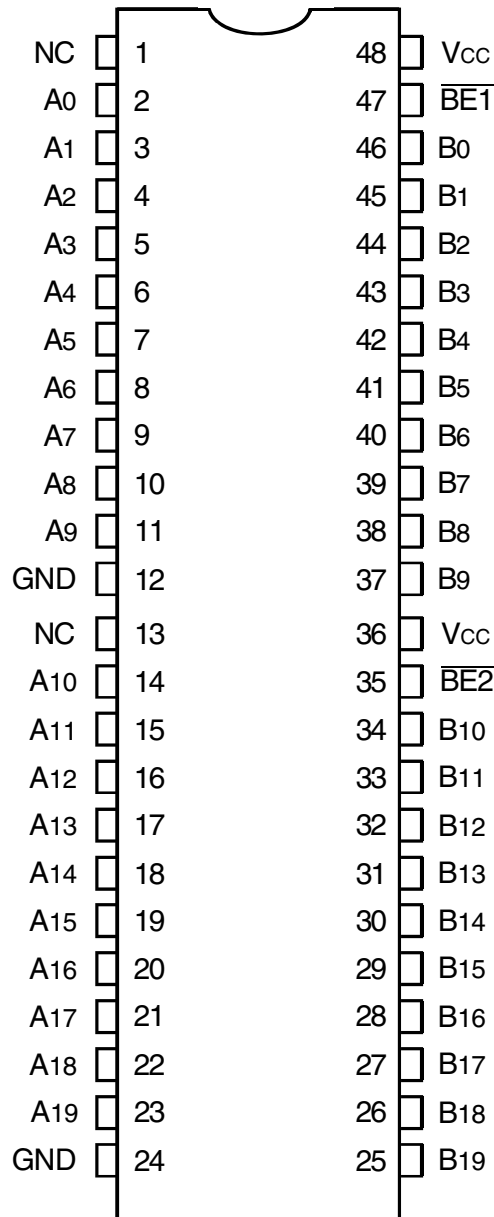 NC 1 48 VCC
A0 2 47 B̅E̅1̅
A1 3 46 B0
A2 4 45 B1
A3 5 44 B2
A4 6 43 B3
A5 7 42 B4
A6 8 41 B5
A7 9 40 B6
A8 10 39 B7
A9 11 38 B8
GND 12 37 B9
NC 13 36 VCC
A10 14 35 B̅E̅2̅
A11 15 34 B10
A12 16 33 B11
A13 17 32 B12
A14 18 31 B13
A15 19 30 B14
A16 20 29 B15
A17 21 28 B16
A18 22 27 B17
A19 23 26 B18
GND 24 25 B19